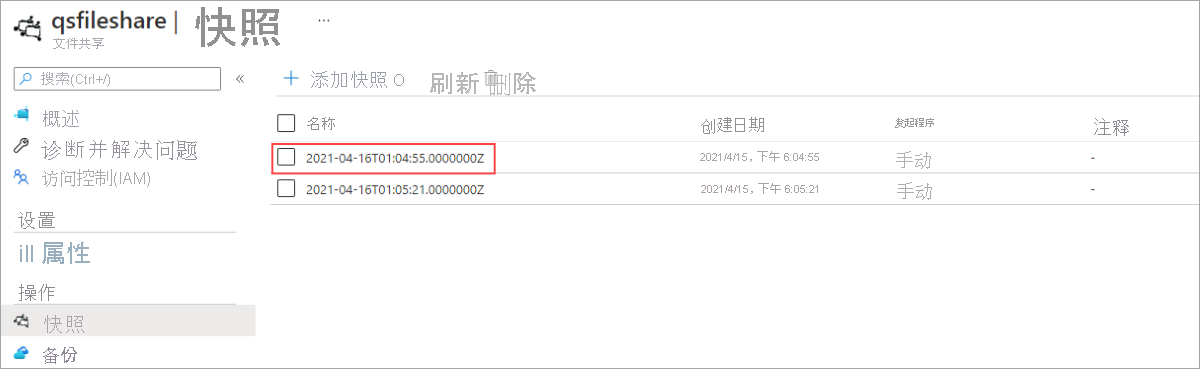 qsfileshare | 快照 ...
文件共享
搜索(Ctrl+/) «
+ 添加快照 刷新 删除
概述
诊断并解决问题
访问控制(IAM)
设置
属性
操作
快照
备份
名称 创建日期 发起程序 注释
2021-04-16T01:04:55.0000000Z 2021/4/15，下午 6:04:55 手动 -
2021-04-16T01:05:21.0000000Z 2021/4/15，下午 6:05:21 手动 -